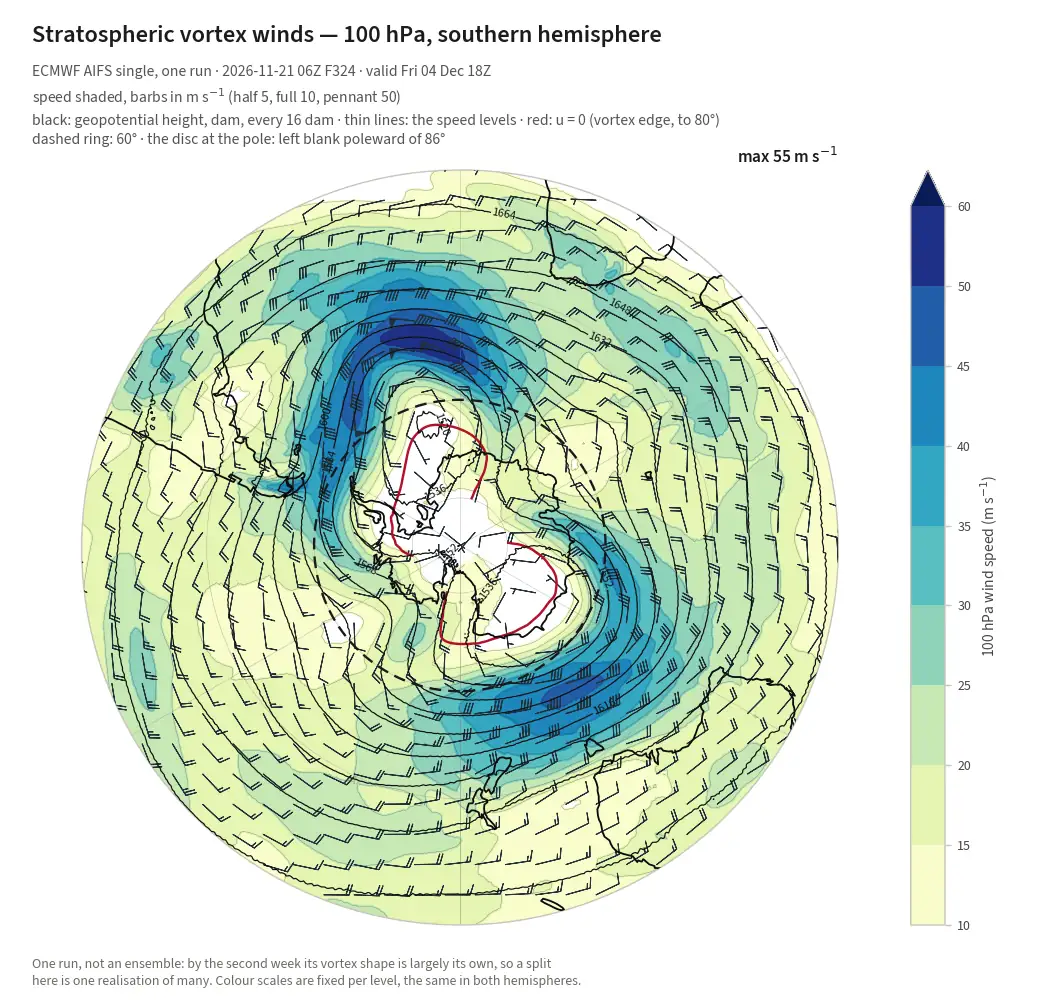 Stratospheric vortex winds — 100 hPa, southern hemisphere
ECMWF AIFS single, one run · 2026-11-21 06Z F324 · valid Fri 04 Dec 18Z
speed shaded, barbs in m s⁻¹ (half 5, full 10, pennant 50)
black: geopotential height, dam, every 16 dam · thin lines: the speed levels · red: u = 0 (vortex edge, to 80°)
dashed ring: 60° · the disc at the pole: left blank poleward of 86°
max 55 m s⁻¹
1664
1648
1632
1536
1568
1536
1616
60
50
45
40
35
30
25
20
15
10
100 hPa wind speed (m s⁻¹)
One run, not an ensemble: by the second week its vortex shape is largely its own, so a split
here is one realisation of many. Colour scales are fixed per level, the same in both hemispheres.